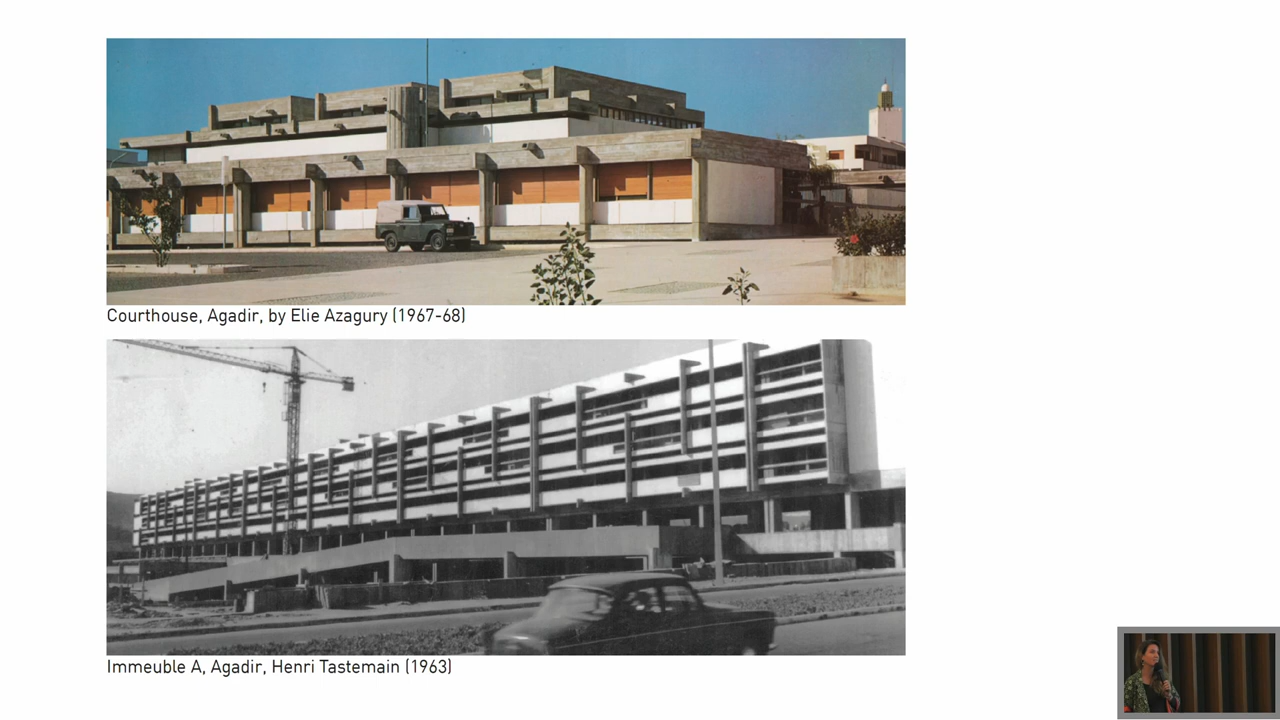 Courthouse, Agadir, by Elie Azagury (1967-68)
Immeuble A, Agadir, Henri Tastemain (1963)